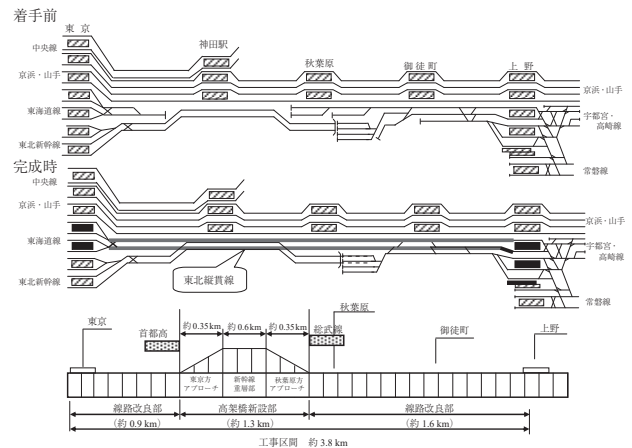 着手前
東 京
中央線
神田駅
秋葉原
御徒町
上 野
京浜・山手
京浜・山手
東海道線
宇都宮・
高崎線
東北新幹線
常磐線
完成時
中央線
京浜・山手
京浜・山手
東海道線
宇都宮・
高崎線
東北縦貫線
東北新幹線
常磐線
東京
首都高
約 0.35 km
約 0.6 km
約 0.35 km
総武線
秋葉原
御徒町
上野
東京方
アプローチ
新幹線
重層部
秋葉原方
アプローチ
線路改良部
高架橋新設部
線路改良部
(約 0.9 km)
(約 1.3 km)
(約 1.6 km)
工事区間　約 3.8 km